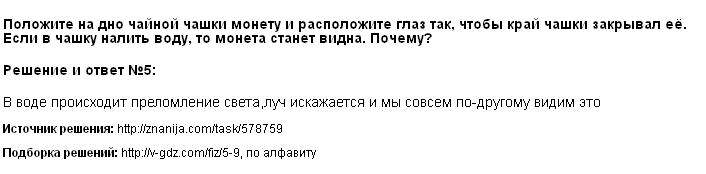 Положите на дно чайной чашки монету и расположите глаз так, чтобы край чашки закрывал её.
Если в чашку налить воду, то монета станет видна. Почему?
Решение и ответ №5:
В воде происходит преломление света,луч искажается и мы совсем по-другому видим это
Источник решения: http://znanija.com/task/578759
Подборка решений: http://v-gdz.com/fiz/5-9, по алфавиту